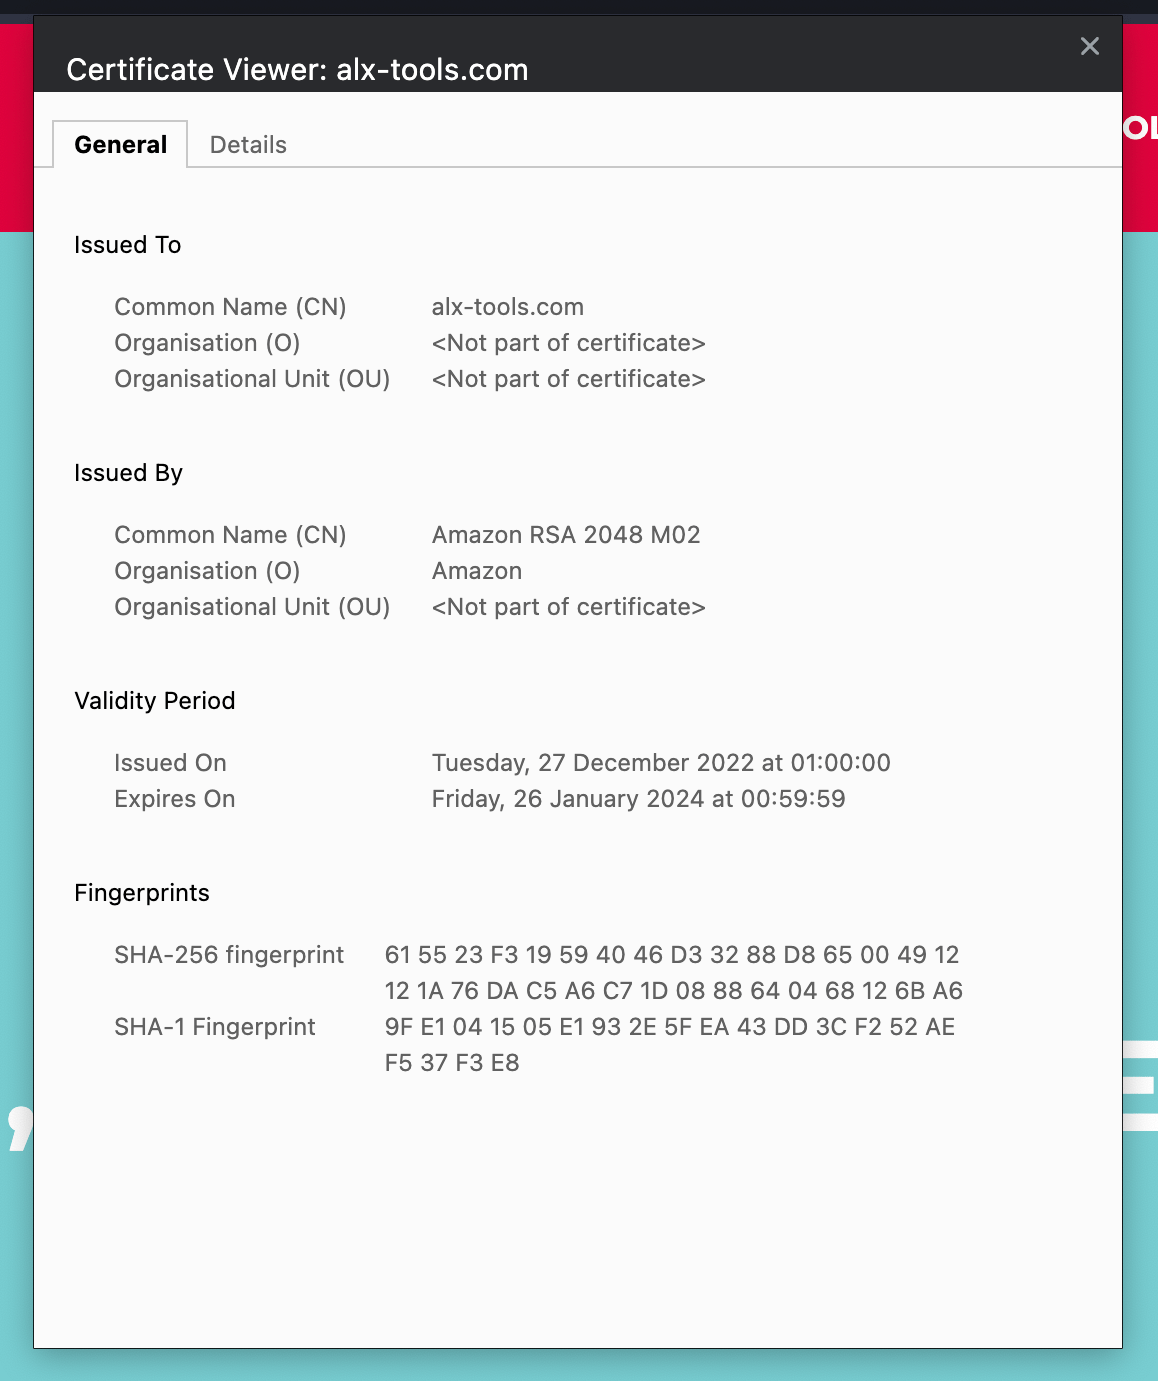 Certificate Viewer: alx-tools.com
General Details
OL
Issued To
Common Name (CN) alx-tools.com
Organisation (O) <Not part of certificate>
Organisational Unit (OU) <Not part of certificate>
Issued By
Common Name (CN) Amazon RSA 2048 M02
Organisation (O) Amazon
Organisational Unit (OU) <Not part of certificate>
Validity Period
Issued On Tuesday, 27 December 2022 at 01:00:00
Expires On Friday, 26 January 2024 at 00:59:59
Fingerprints
SHA-256 fingerprint 61 55 23 F3 19 59 40 46 D3 32 88 D8 65 00 49 12
12 1A 76 DA C5 A6 C7 1D 08 88 64 04 68 12 6B A6
SHA-1 Fingerprint 9F E1 04 15 05 E1 93 2E 5F EA 43 DD 3C F2 52 AE
F5 37 F3 E8